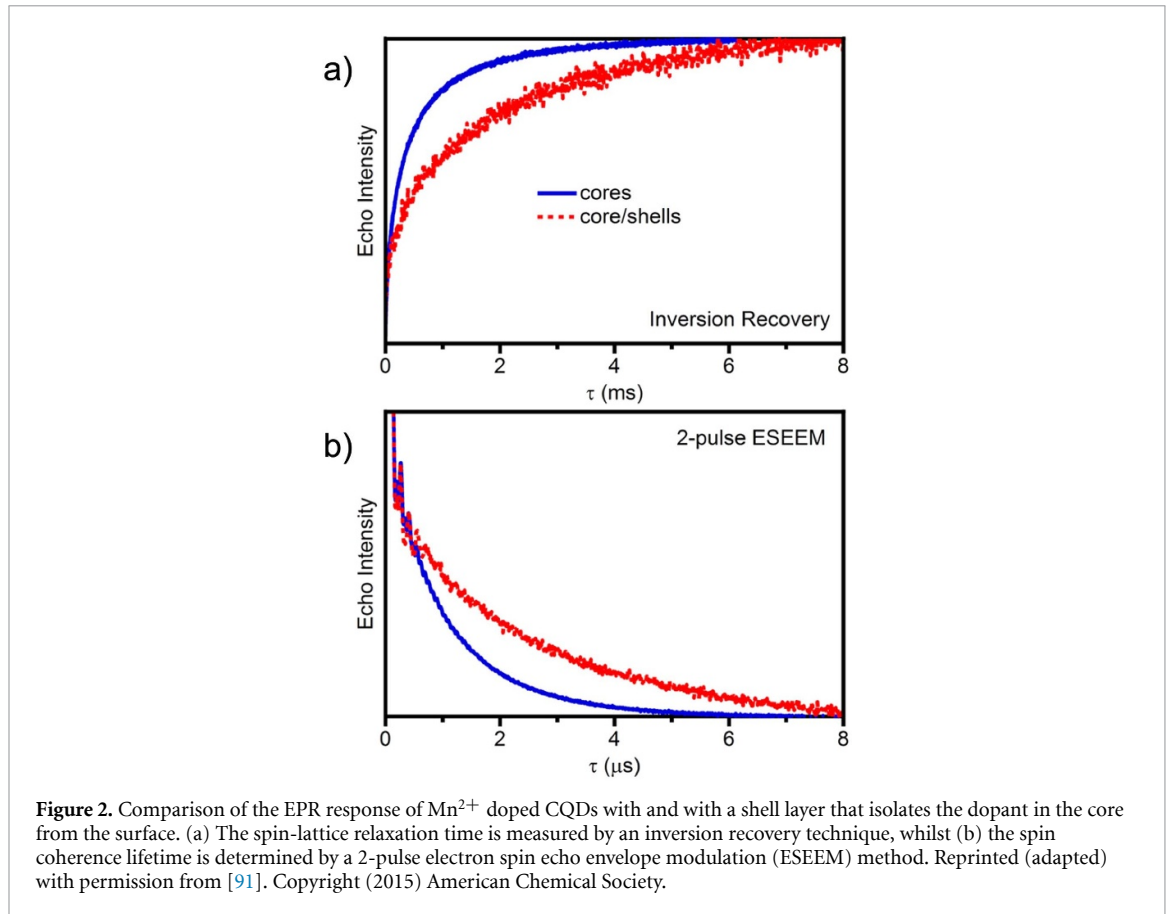 a)
Echo Intensity
cores
core/shells
Inversion Recovery
0 2 4 6 8
τ (ms)
b)
2-pulse ESEEM
Echo Intensity
0 2 4 6 8
τ (μs)
Figure 2. Comparison of the EPR response of Mn²⁺ doped CQDs with and with a shell layer that isolates the dopant in the core
from the surface. (a) The spin-lattice relaxation time is measured by an inversion recovery technique, whilst (b) the spin
coherence lifetime is determined by a 2-pulse electron spin echo envelope modulation (ESEEM) method. Reprinted (adapted)
with permission from [91]. Copyright (2015) American Chemical Society.